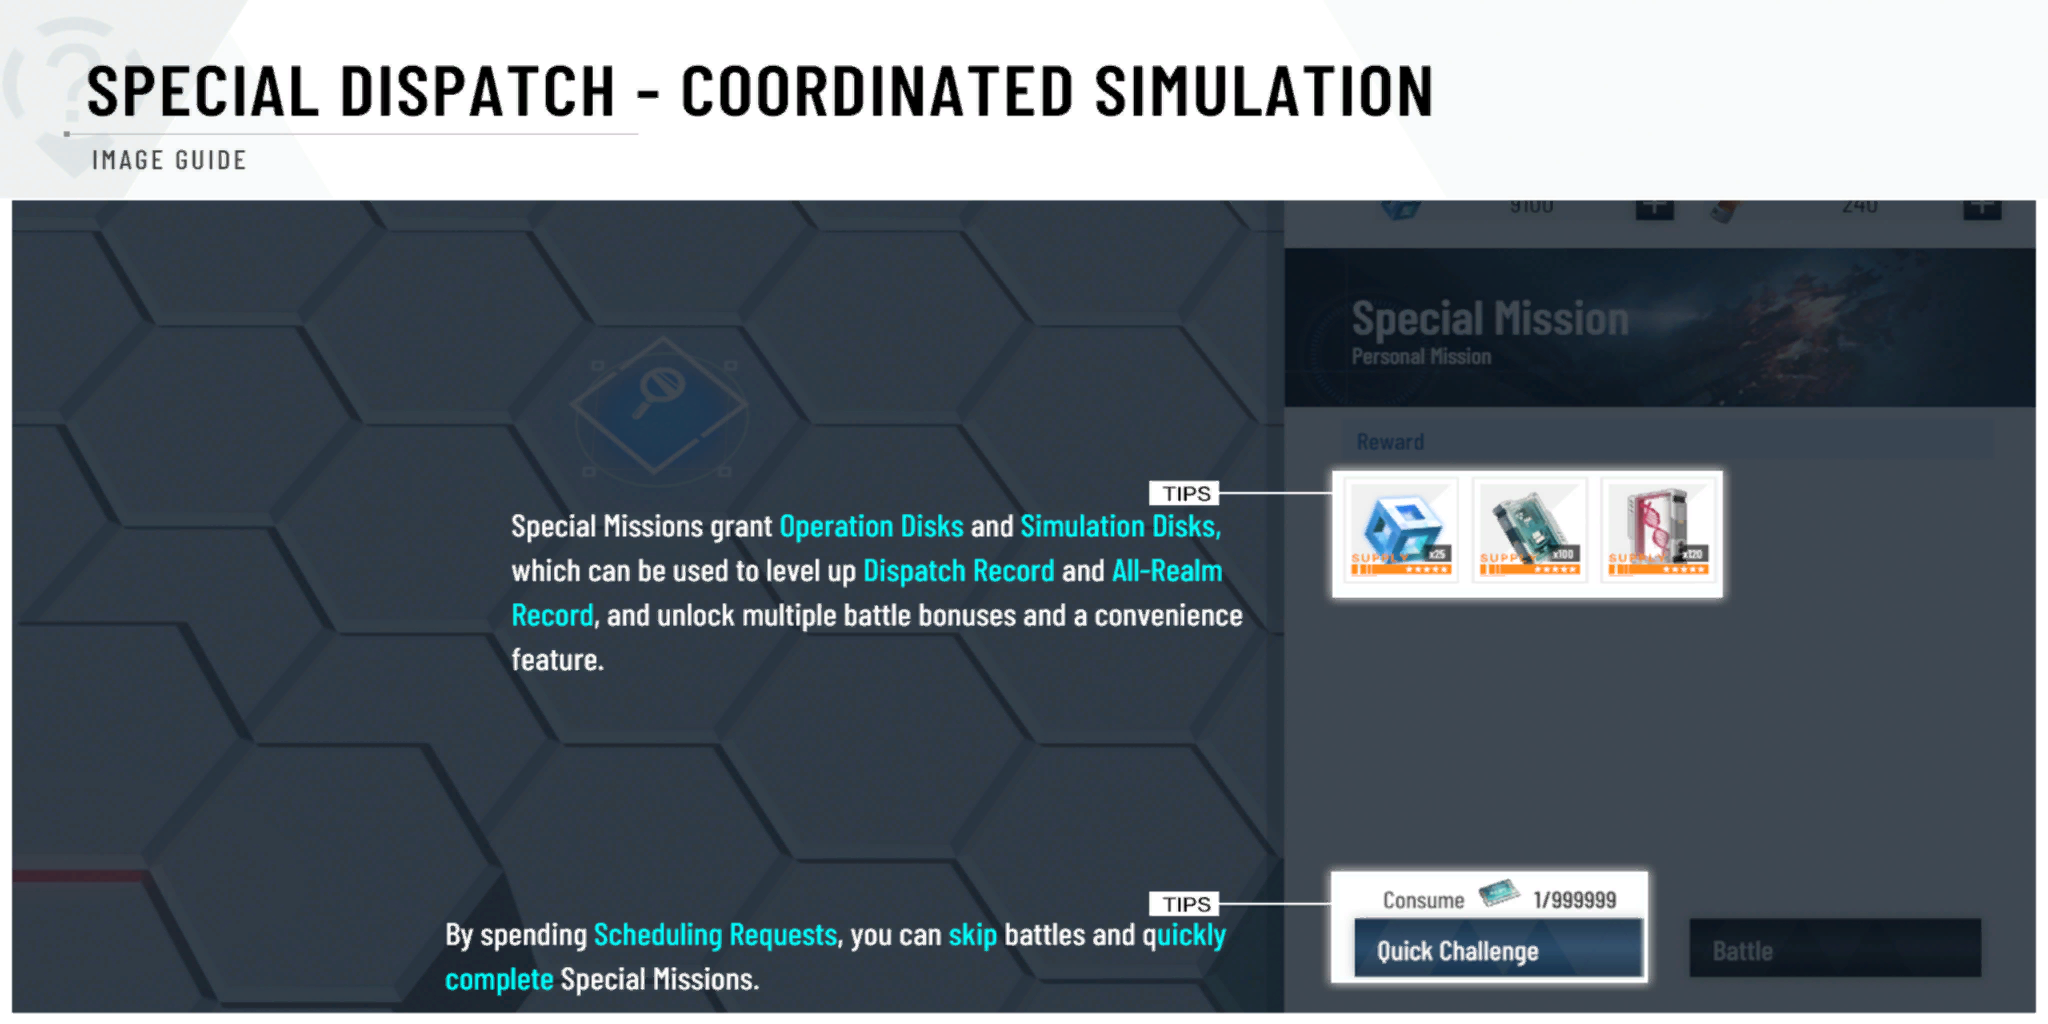 SPECIAL DISPATCH - COORDINATED SIMULATION
IMAGE GUIDE
9100
240
Special Mission
Personal Mission
Reward
TIPS
Special Missions grant Operation Disks and Simulation Disks,
which can be used to level up Dispatch Record and All-Realm
Record, and unlock multiple battle bonuses and a convenience
feature.
SUPPLY x25
SUPPLY x100
SUPPLY x120
TIPS
By spending Scheduling Requests, you can skip battles and quickly
complete Special Missions.
Consume 1/999999
Quick Challenge
Battle